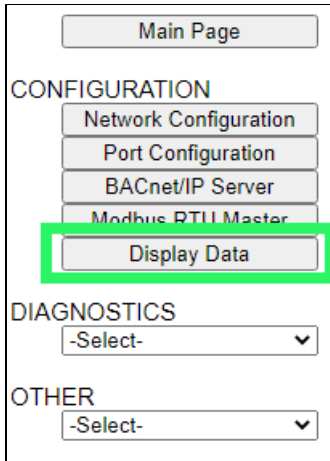 Main Page
CONFIGURATION
Network Configuration
Port Configuration
BACnet/IP Server
Modbus RTU Master
Display Data
DIAGNOSTICS
-Select-
OTHER
-Select-